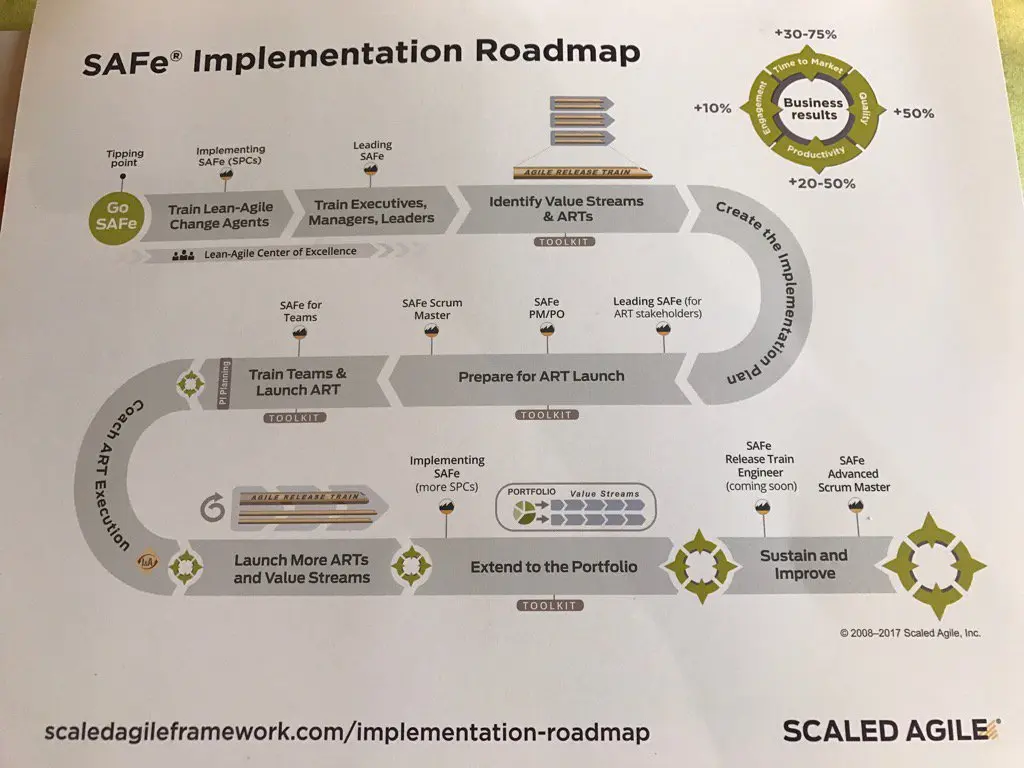 SAFe® Implementation Roadmap
+30-75%
Time to Market
Engagement
Business
results
Quality
Productivity
+10%
+50%
+20-50%
Tipping
point
Implementing
SAFe (SPCs)
Leading
SAFe
AGILE RELEASE TRAIN
Go
SAFe
Train Lean-Agile
Change Agents
Train Executives,
Managers, Leaders
Identify Value Streams
& ARTs
TOOLKIT
Lean-Agile Center of Excellence
Create the Implementation Plan
SAFe for
Teams
SAFe Scrum
Master
SAFe
PM/PO
Leading SAFe (for
ART stakeholders)
PI Planning
Train Teams &
Launch ART
Prepare for ART Launch
TOOLKIT
TOOLKIT
Coach ART Execution
I&A
AGILE RELEASE TRAIN
Implementing
SAFe
(more SPCs)
PORTFOLIO
Value Streams
SAFe
Release Train
Engineer
(coming soon)
SAFe
Advanced
Scrum Master
Launch More ARTs
and Value Streams
Extend to the Portfolio
Sustain and
Improve
TOOLKIT
© 2008–2017 Scaled Agile, Inc.
scaledagileframework.com/implementation-roadmap
SCALED AGILE®